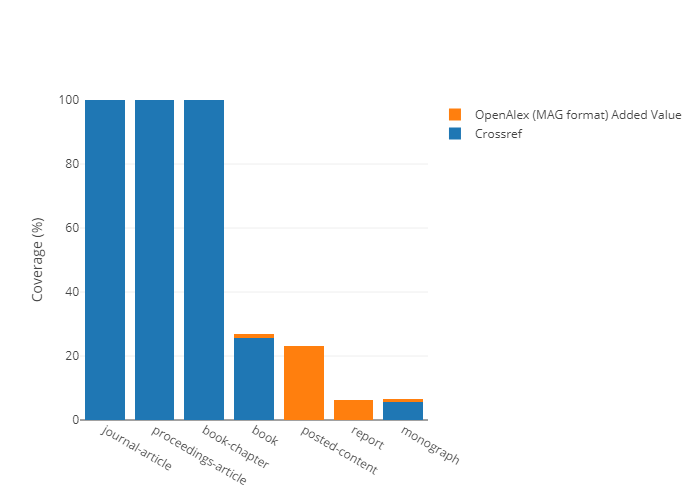 OpenAlex (MAG format) Added Value
Crossref
Coverage (%)
100
80
60
40
20
0
journal-article
proceedings-article
book-chapter
book
posted-content
report
monograph